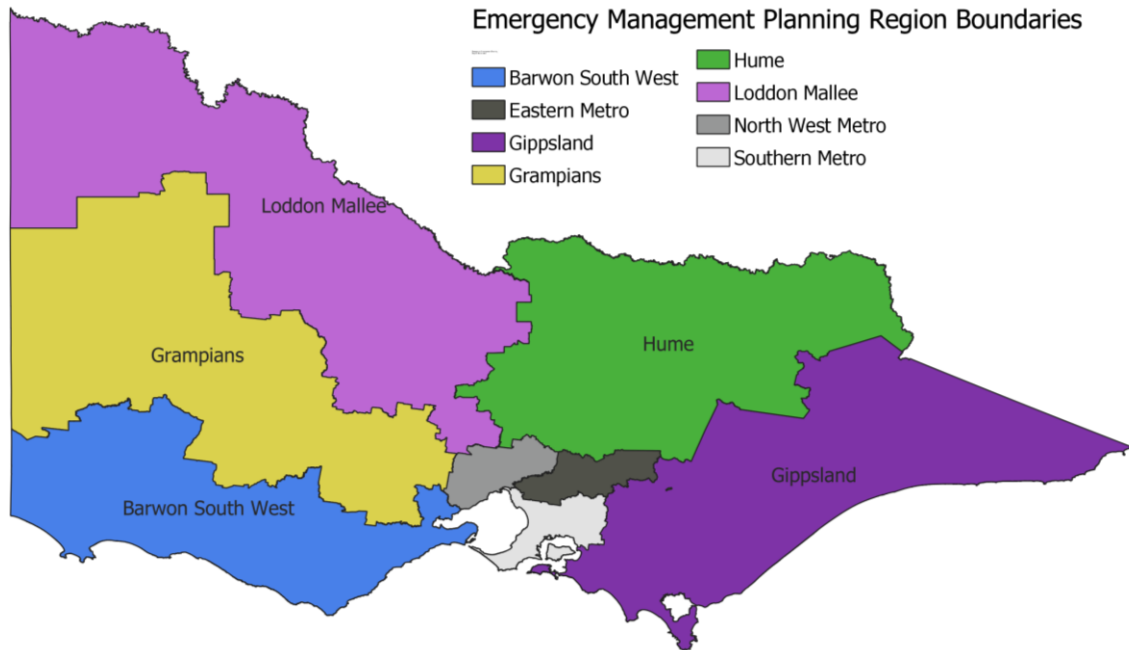 Emergency Management Planning Region Boundaries
Barwon South West
Eastern Metro
Gippsland
Grampians
Hume
Loddon Mallee
North West Metro
Southern Metro
Loddon Mallee
Grampians
Hume
Gippsland
Barwon South West